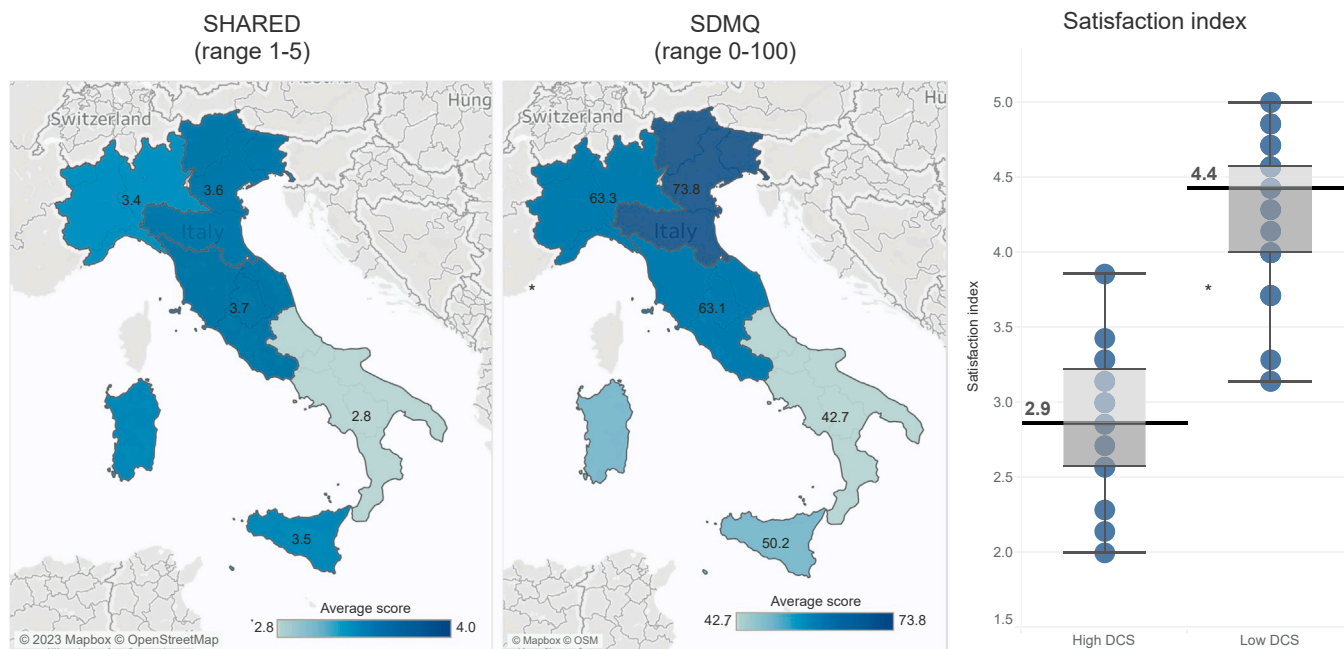 SHARED
(range 1-5)
Switzerland
Hung
3.4
3.6
Italy
3.7
2.8
3.5
Average score
2.8
4.0
© 2023 Mapbox © OpenStreetMap
SDMQ
(range 0-100)
Switzerland
Hu
63.3
73.8
Italy
*
63.1
42.7
50.2
Average score
42.7
73.8
© Mapbox © OSM
Satisfaction index
Satisfaction index
5.0
4.5
4.0
3.5
3.0
2.5
2.0
1.5
4.4
*
2.9
High DCS
Low DCS